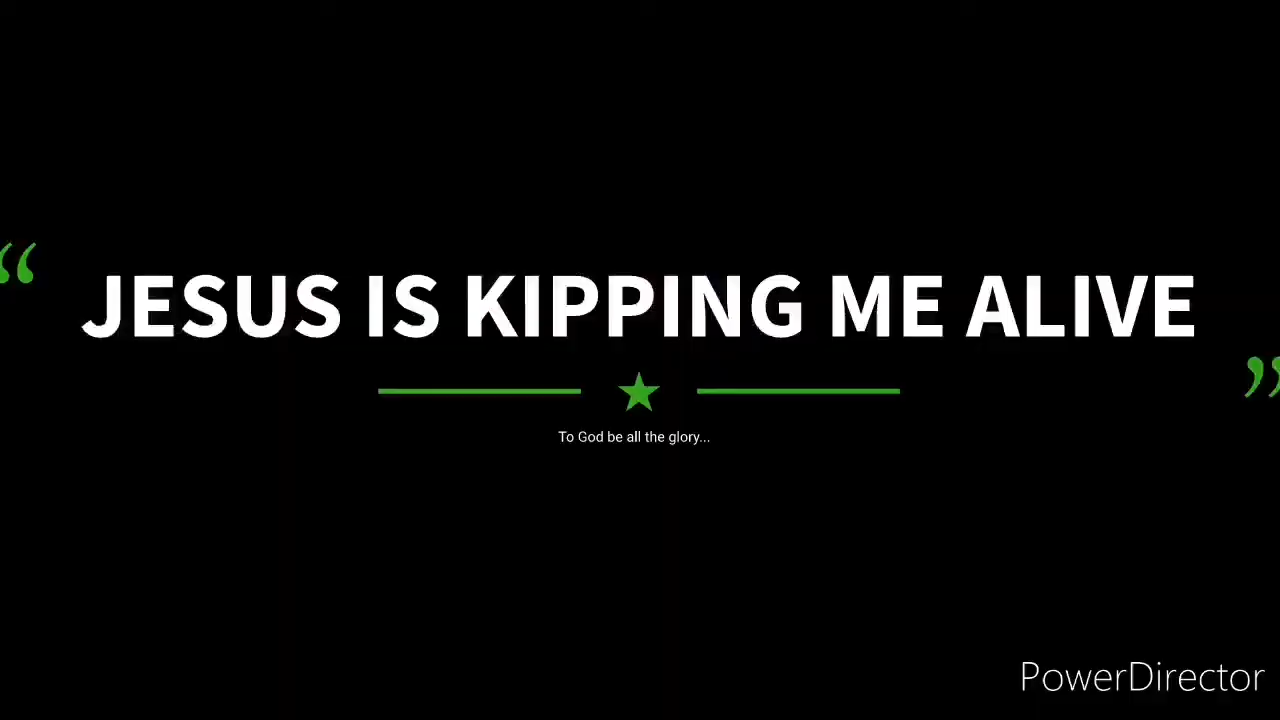 “
JESUS IS KIPPING ME ALIVE
”
To God be all the glory...
PowerDirector